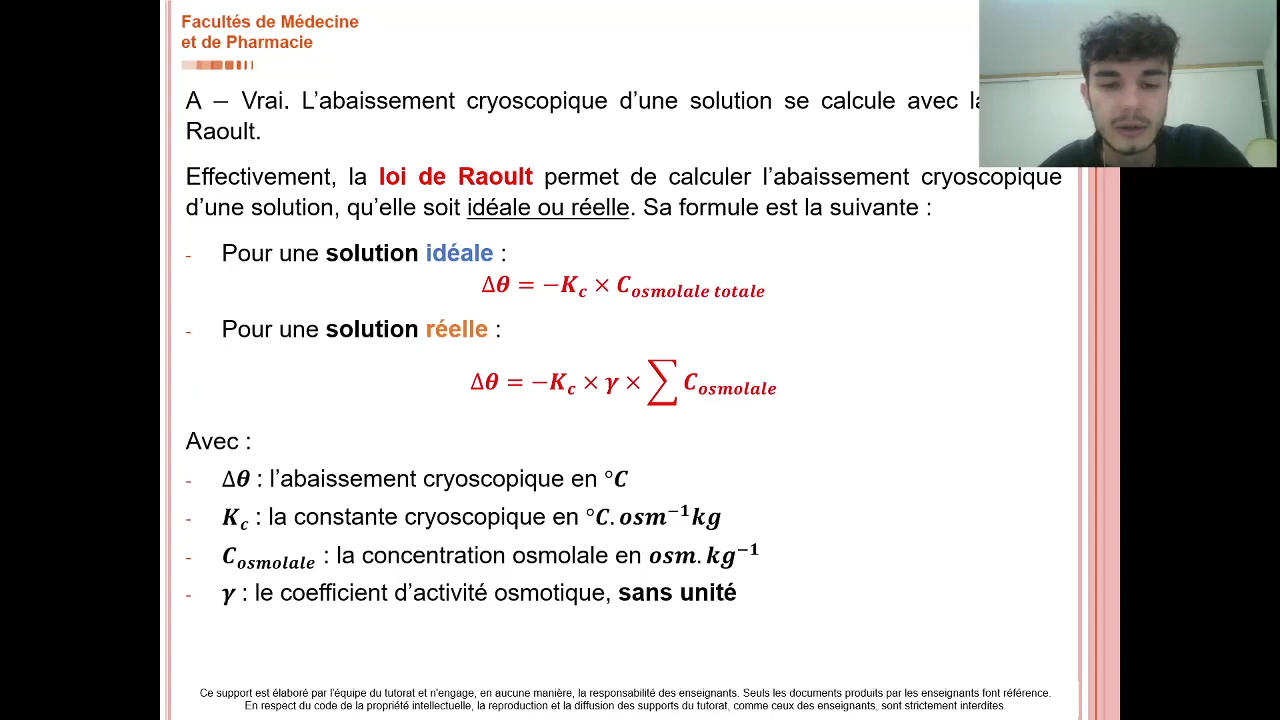 Facultés de Médecine
et de Pharmacie
A – Vrai. L’abaissement cryoscopique d’une solution se calcule avec
Raoult.
Effectivement, la loi de Raoult permet de calculer l’abaissement cryoscopique
d’une solution, qu’elle soit idéale ou réelle. Sa formule est la suivante :
- Pour une solution idéale :
Δθ = −K_c × C_osmolale totale
- Pour une solution réelle :
Δθ = −K_c × γ × ∑ C_osmolale
Avec :
- Δθ : l’abaissement cryoscopique en °C
- K_c : la constante cryoscopique en °C. osm⁻¹kg
- C_osmolale : la concentration osmolale en osm. kg⁻¹
- γ : le coefficient d’activité osmotique, sans unité
Ce support est élaboré par l’équipe du tutorat et n’engage, en aucune manière, la responsabilité des enseignants. Seuls les documents produits par les enseignants font référence.
En respect du code de la propriété intellectuelle, la reproduction et la diffusion des supports du tutorat, comme ceux des enseignants, sont strictement interdites.